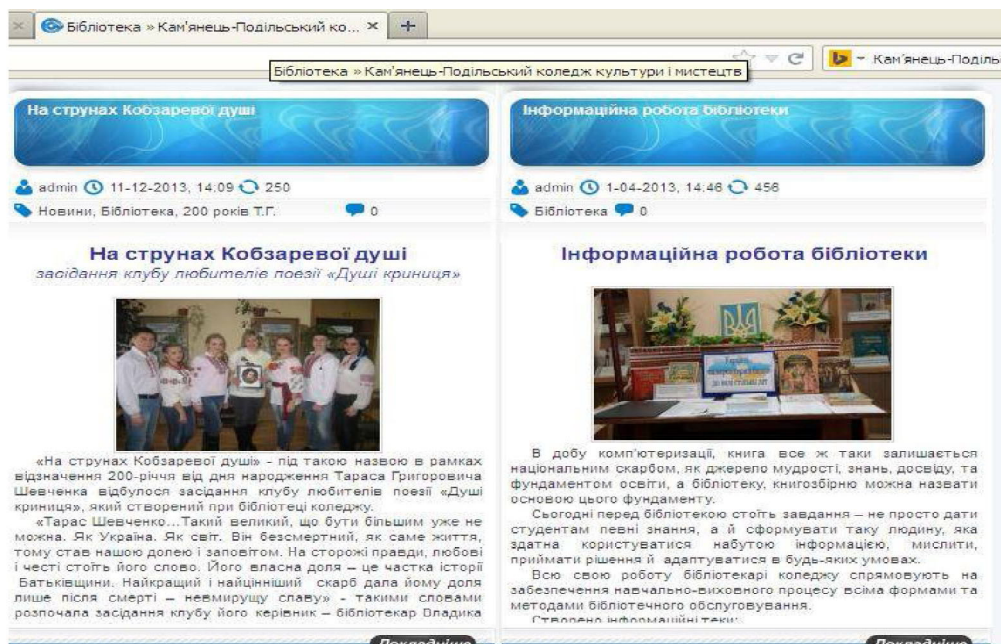 Бібліотека » Кам'янець-Подільський ко... × +
Кам'янець-Поділь
Бібліотека » Кам'янець-Подільський коледж культури і мистецтв
На струнах Кобзаревої душі
admin 11-12-2013, 14:09 250
Новини, Бібліотека, 200 років Т.Г. 0
На струнах Кобзаревої душі
засідання клубу любителів поезії «Душі криниця»
«На струнах Кобзаревої душі» - під такою назвою в рамках
відзначення 200-річчя від дня народження Тараса Григоровича
Шевченка відбулося засідання клубу любителів поезії «Душі
криниця», який створений при бібліотеці коледжу.
«Тарас Шевченко...Такий великий, що бути більшим уже не
можна. Як Україна. Як світ. Він безсмертний, як саме життя,
тому став нашою долею і заповітом. На сторожі правди, любові
і честі стоїть його слово. Його власна доля – це частка історії
Батьківщини. Найкращий і найцінніший скарб дала йому доля
лише після смерті – невмирущу славу» - такими словами
розпочала засідання клубу його керівник – бібліотекар Владика
Докладніше
Інформаційна робота бібліотеки
admin 1-04-2013, 14:46 456
Бібліотека 0
Інформаційна робота бібліотеки
В добу комп'ютеризації, книга все ж таки залишається
національним скарбом, як джерело мудрості, знань, досвіду, та
фундаментом освіти, а бібліотеку, книгозбірню можна назвати
основою цього фундаменту.
Сьогодні перед бібліотекою стоїть завдання – не просто дати
студентам певні знання, а й сформувати таку людину, яка
здатна користуватися набутою інформацією, мислити,
приймати рішення й адаптуватися в будь-яких умовах.
Всю свою роботу бібліотекарі коледжу спрямовують на
забезпечення навчально-виховного процесу всіма формами та
методами бібліотечного обслуговування.
Створено інформаційні теки:
Докладніше